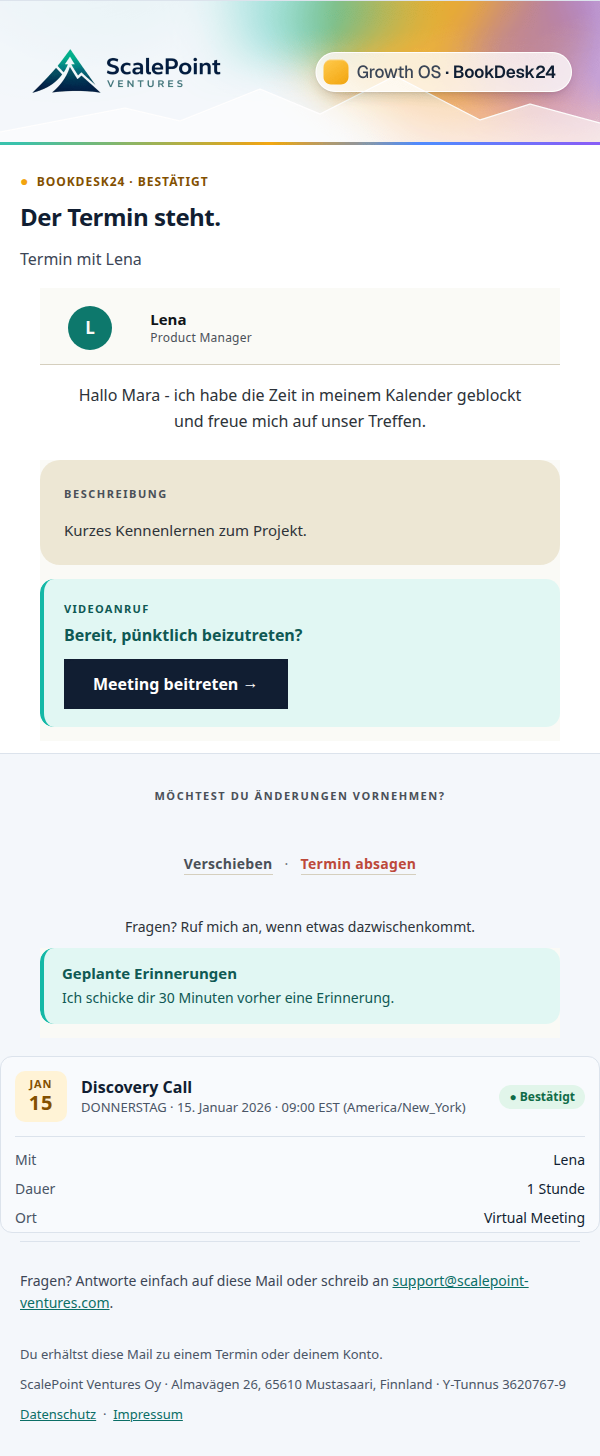 ScalePoint
VENTURES
Growth OS · BookDesk24
• BOOKDESK24 · BESTÄTIGT
Der Termin steht.
Termin mit Lena
L
Lena
Product Manager
Hallo Mara - ich habe die Zeit in meinem Kalender geblockt
und freue mich auf unser Treffen.
BESCHREIBUNG
Kurzes Kennenlernen zum Projekt.
VIDEOANRUF
Bereit, pünktlich beizutreten?
Meeting beitreten →
MÖCHTEST DU ÄNDERUNGEN VORNEHMEN?
Verschieben · Termin absagen
Fragen? Ruf mich an, wenn etwas dazwischenkommt.
Geplante Erinnerungen
Ich schicke dir 30 Minuten vorher eine Erinnerung.
JAN
15
Discovery Call
DONNERSTAG · 15. Januar 2026 · 09:00 EST (America/New_York)
● Bestätigt
Mit Lena
Dauer 1 Stunde
Ort Virtual Meeting
Fragen? Antworte einfach auf diese Mail oder schreib an support@scalepoint-
ventures.com.
Du erhältst diese Mail zu einem Termin oder deinem Konto.
ScalePoint Ventures Oy · Almavägen 26, 65610 Mustasaari, Finnland · Y-Tunnus 3620767-9
Datenschutz · Impressum